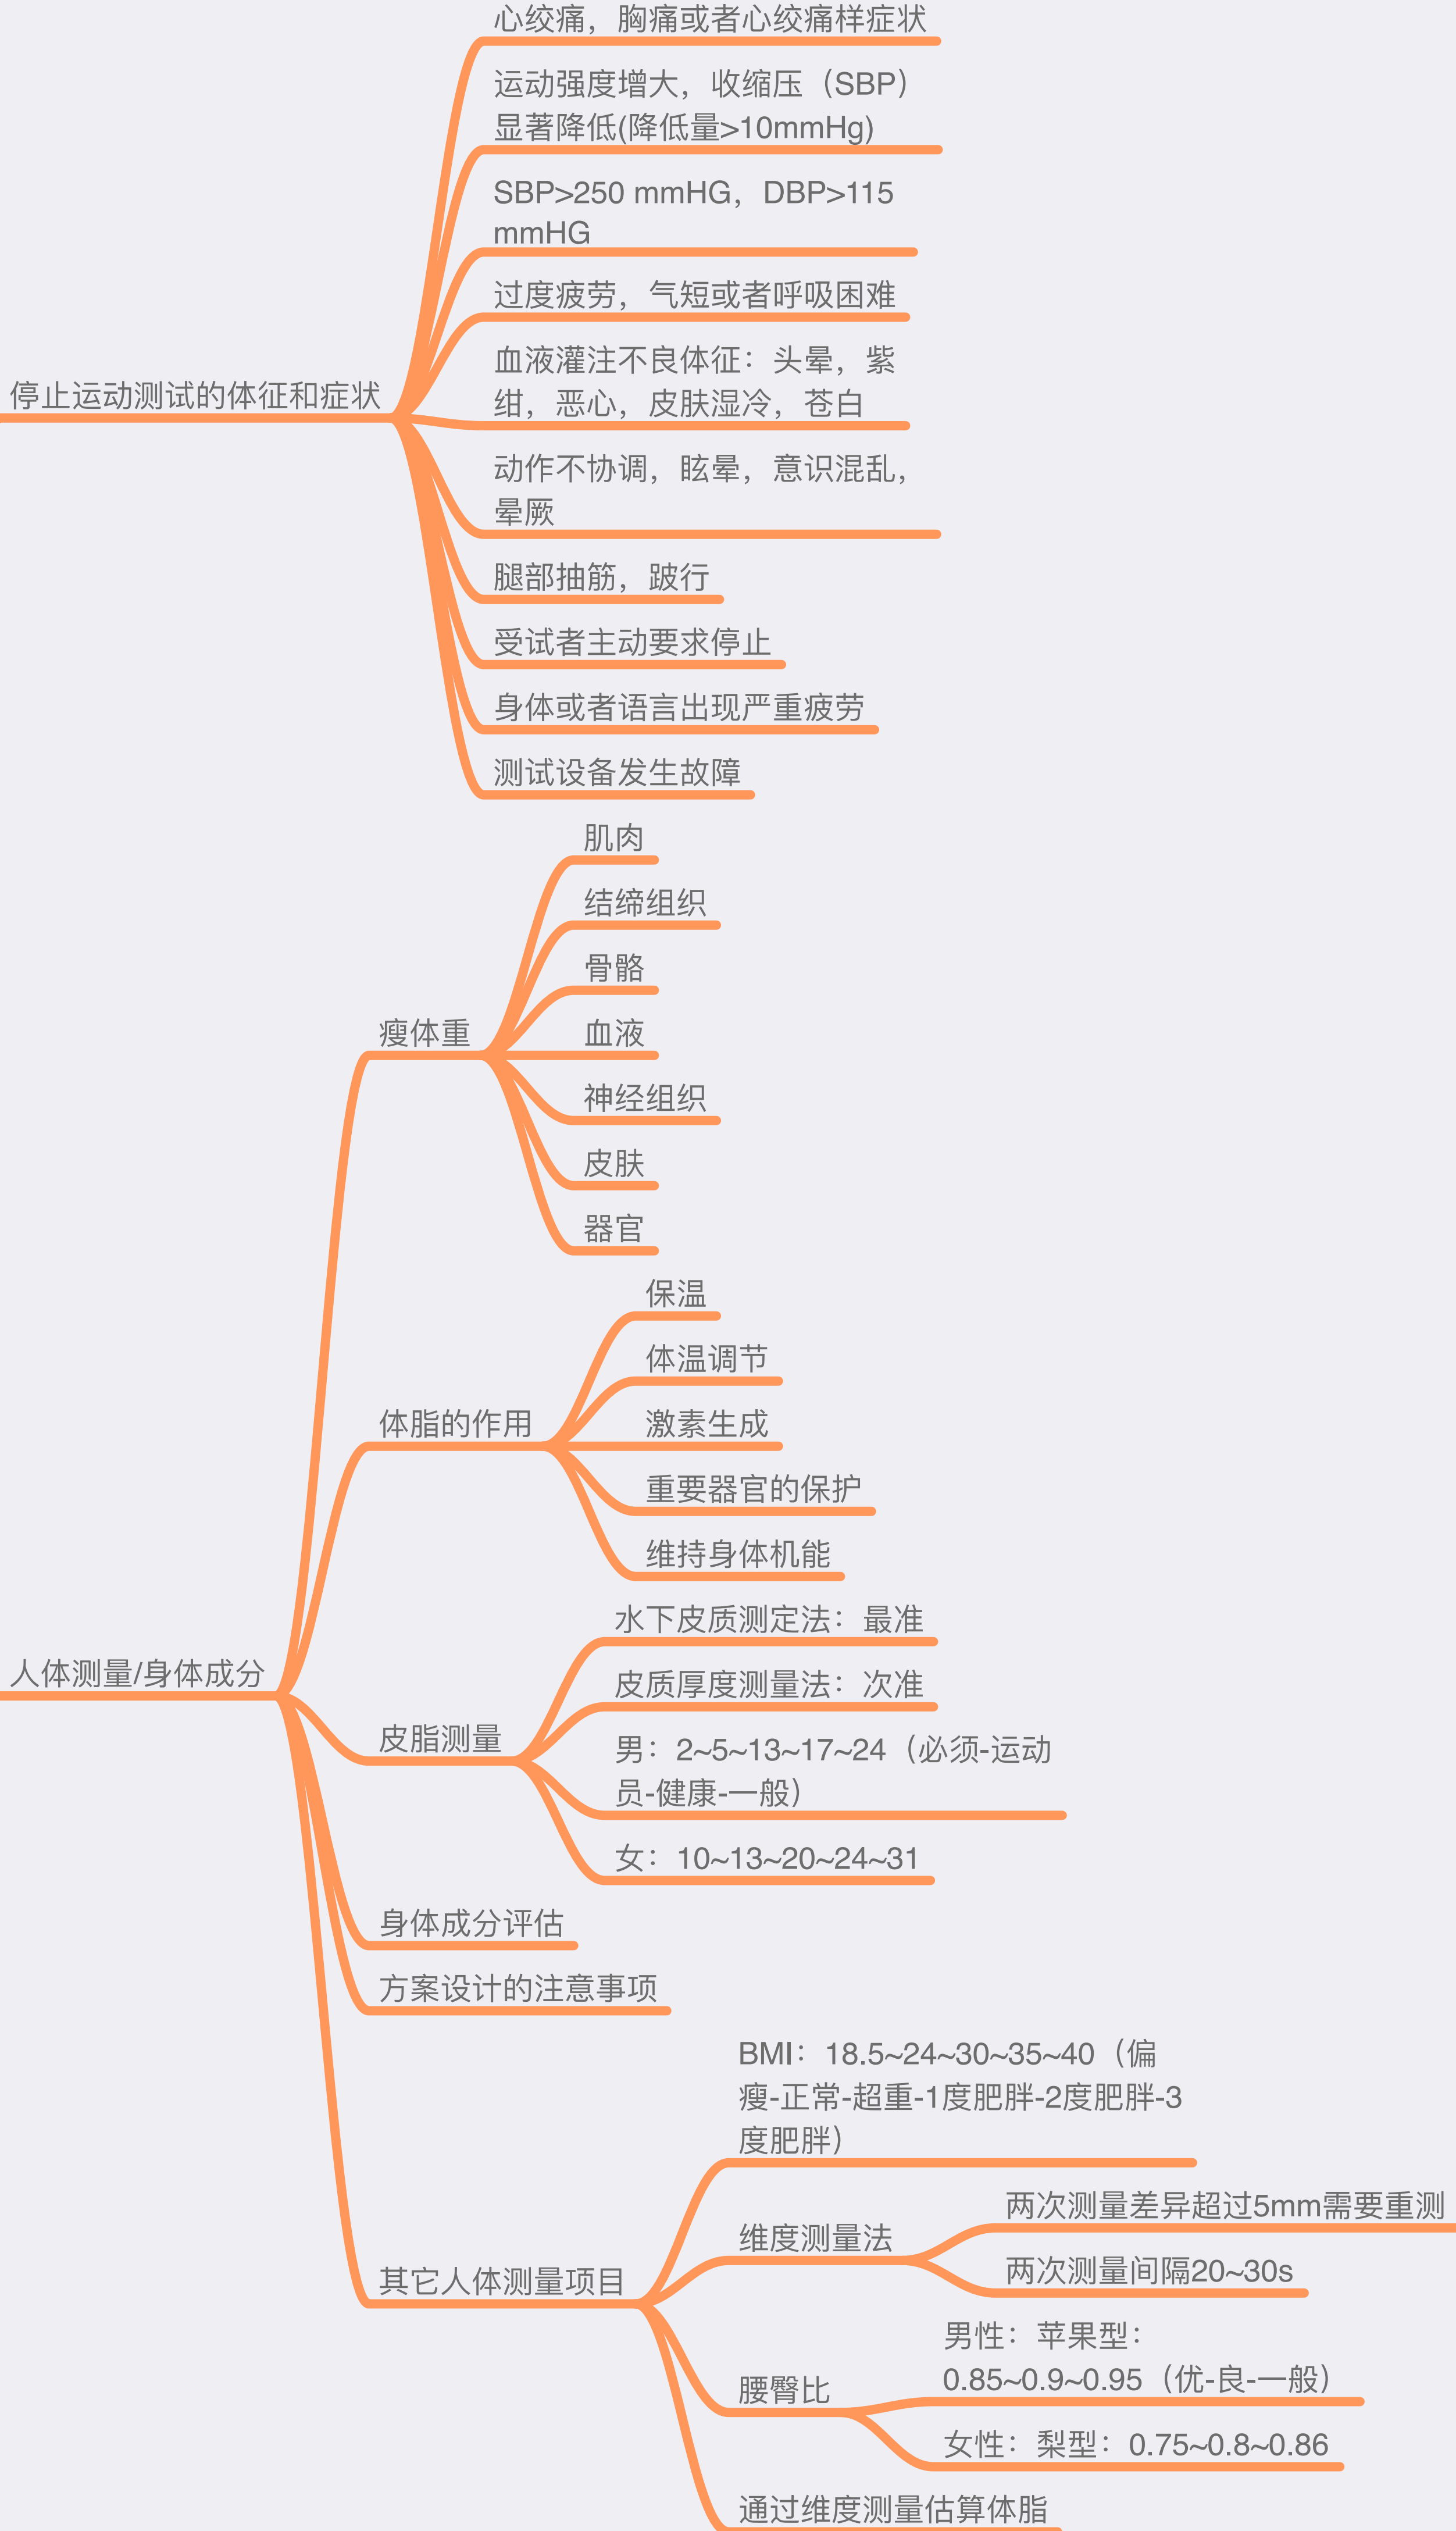 心绞痛，胸痛或者心绞痛样症状
运动强度增大，收缩压（SBP）
显著降低(降低量>10mmHg)
SBP>250 mmHG，DBP>115
mmHG
过度疲劳，气短或者呼吸困难
血液灌注不良体征：头晕，紫
绀，恶心，皮肤湿冷，苍白
停止运动测试的体征和症状
动作不协调，眩晕，意识混乱，
晕厥
腿部抽筋，跛行
受试者主动要求停止
身体或者语言出现严重疲劳
测试设备发生故障
肌肉
结缔组织
骨骼
瘦体重
血液
神经组织
皮肤
器官
保温
体温调节
体脂的作用
激素生成
重要器官的保护
维持身体机能
水下皮质测定法：最准
人体测量/身体成分
皮质厚度测量法：次准
皮脂测量
男：2~5~13~17~24（必须-运动
员-健康-一般）
女：10~13~20~24~31
身体成分评估
方案设计的注意事项
BMI：18.5~24~30~35~40（偏
瘦-正常-超重-1度肥胖-2度肥胖-3
度肥胖）
两次测量差异超过5mm需要重测
维度测量法
两次测量间隔20~30s
其它人体测量项目
男性：苹果型：
0.85~0.9~0.95（优-良-一般）
腰臀比
女性：梨型：0.75~0.8~0.86
通过维度测量估算体脂